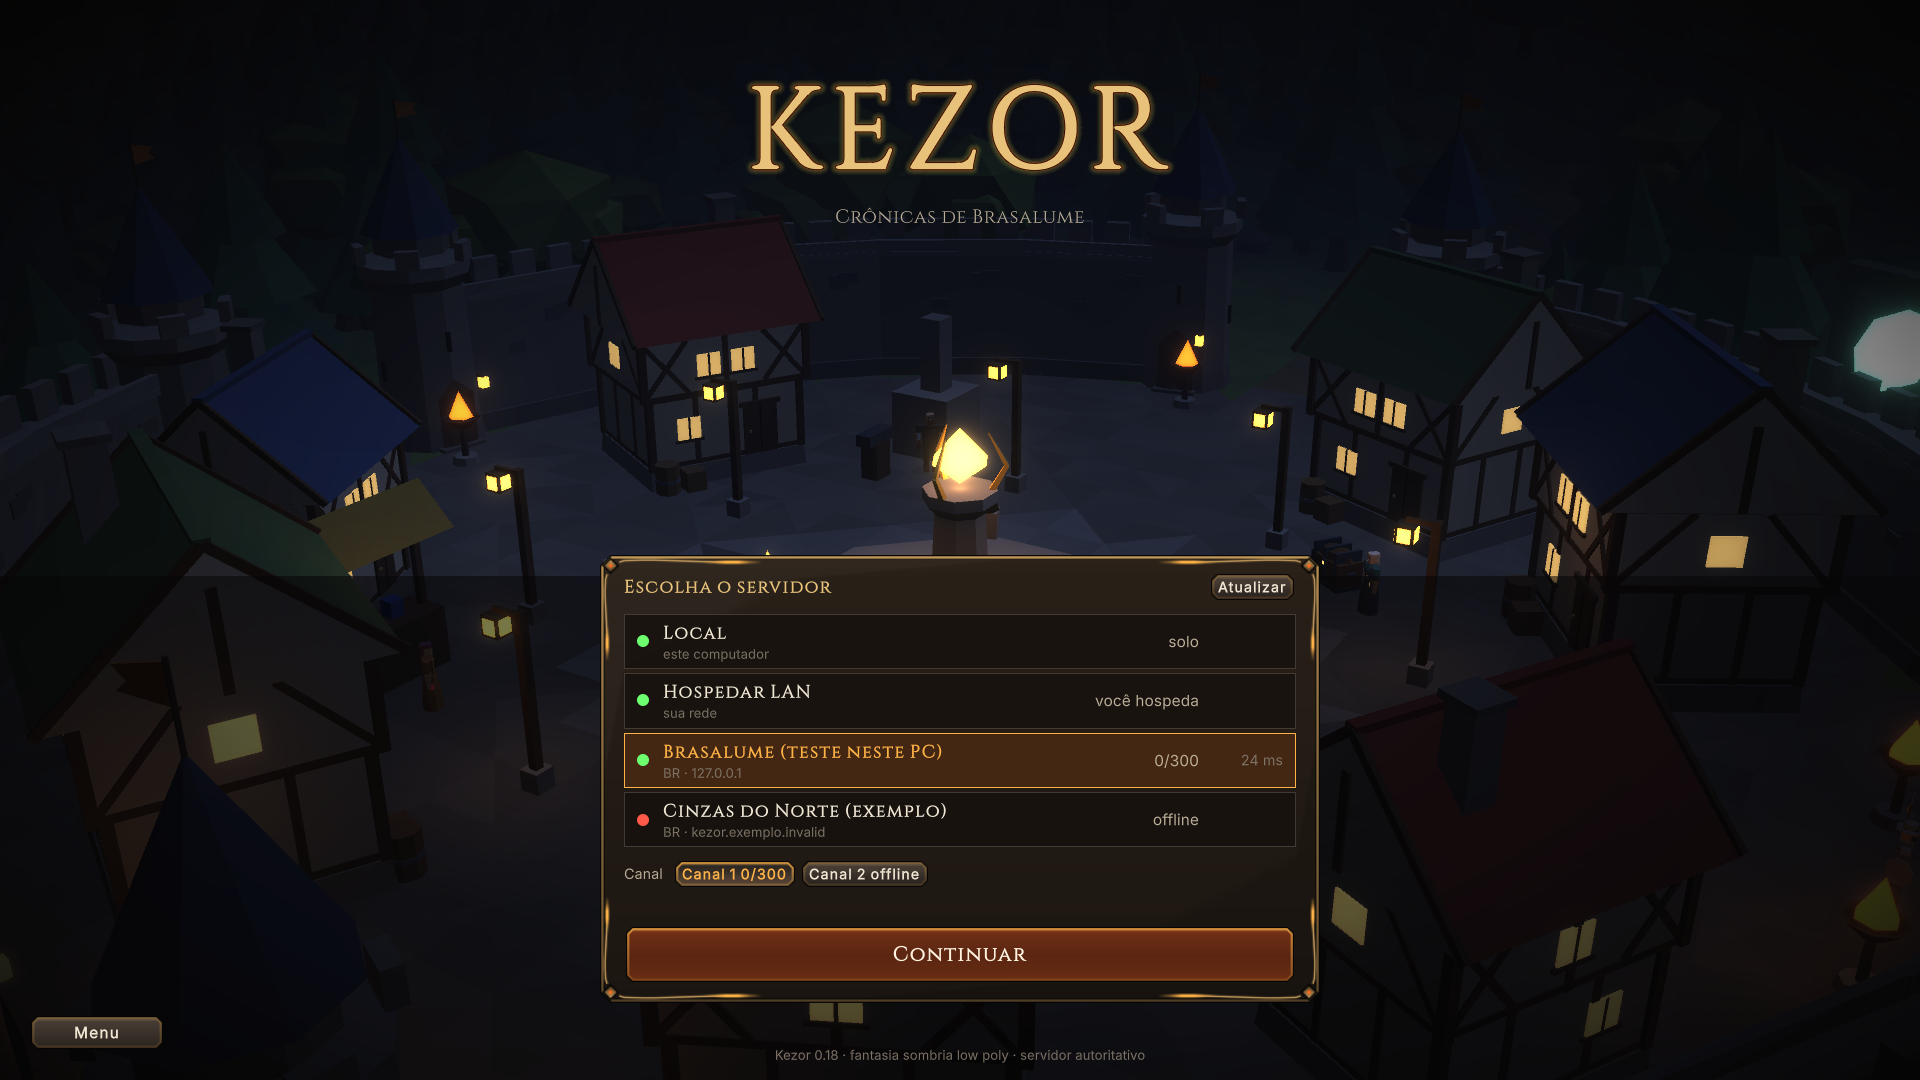 KEZOR
Crônicas de Brasalume
Escolha o servidor
Atualizar
Local
este computador
solo
Hospedar LAN
sua rede
você hospeda
Brasalume (teste neste PC)
BR · 127.0.0.1
0/300
24 ms
Cinzas do Norte (exemplo)
BR · kezor.exemplo.invalid
offline
Canal
Canal 1 0/300
Canal 2 offline
Continuar
Menu
Kezor 0.18 · fantasia sombria low poly · servidor autoritativo